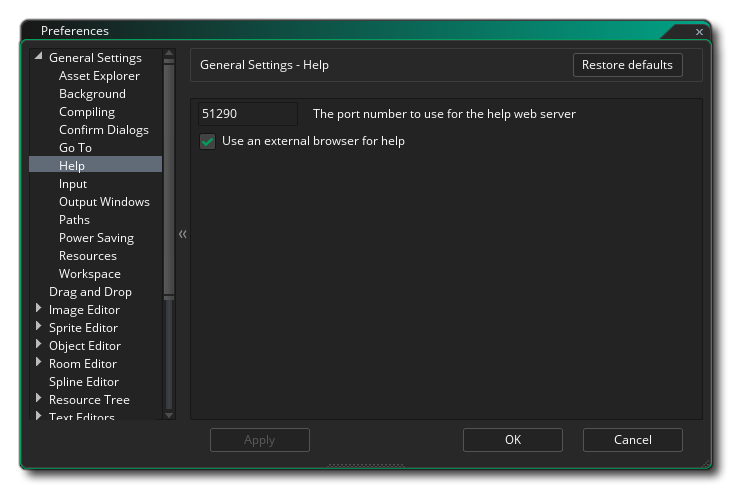 Preferences
General Settings
Asset Explorer
Background
Compiling
Confirm Dialogs
Go To
Help
Input
Output Windows
Paths
Power Saving
Resources
Workspace
Drag and Drop
Image Editor
Sprite Editor
Object Editor
Room Editor
Spline Editor
Resource Tree
Text Editors
General Settings - Help
Restore defaults
51290 The port number to use for the help web server
Use an external browser for help
Apply
OK
Cancel